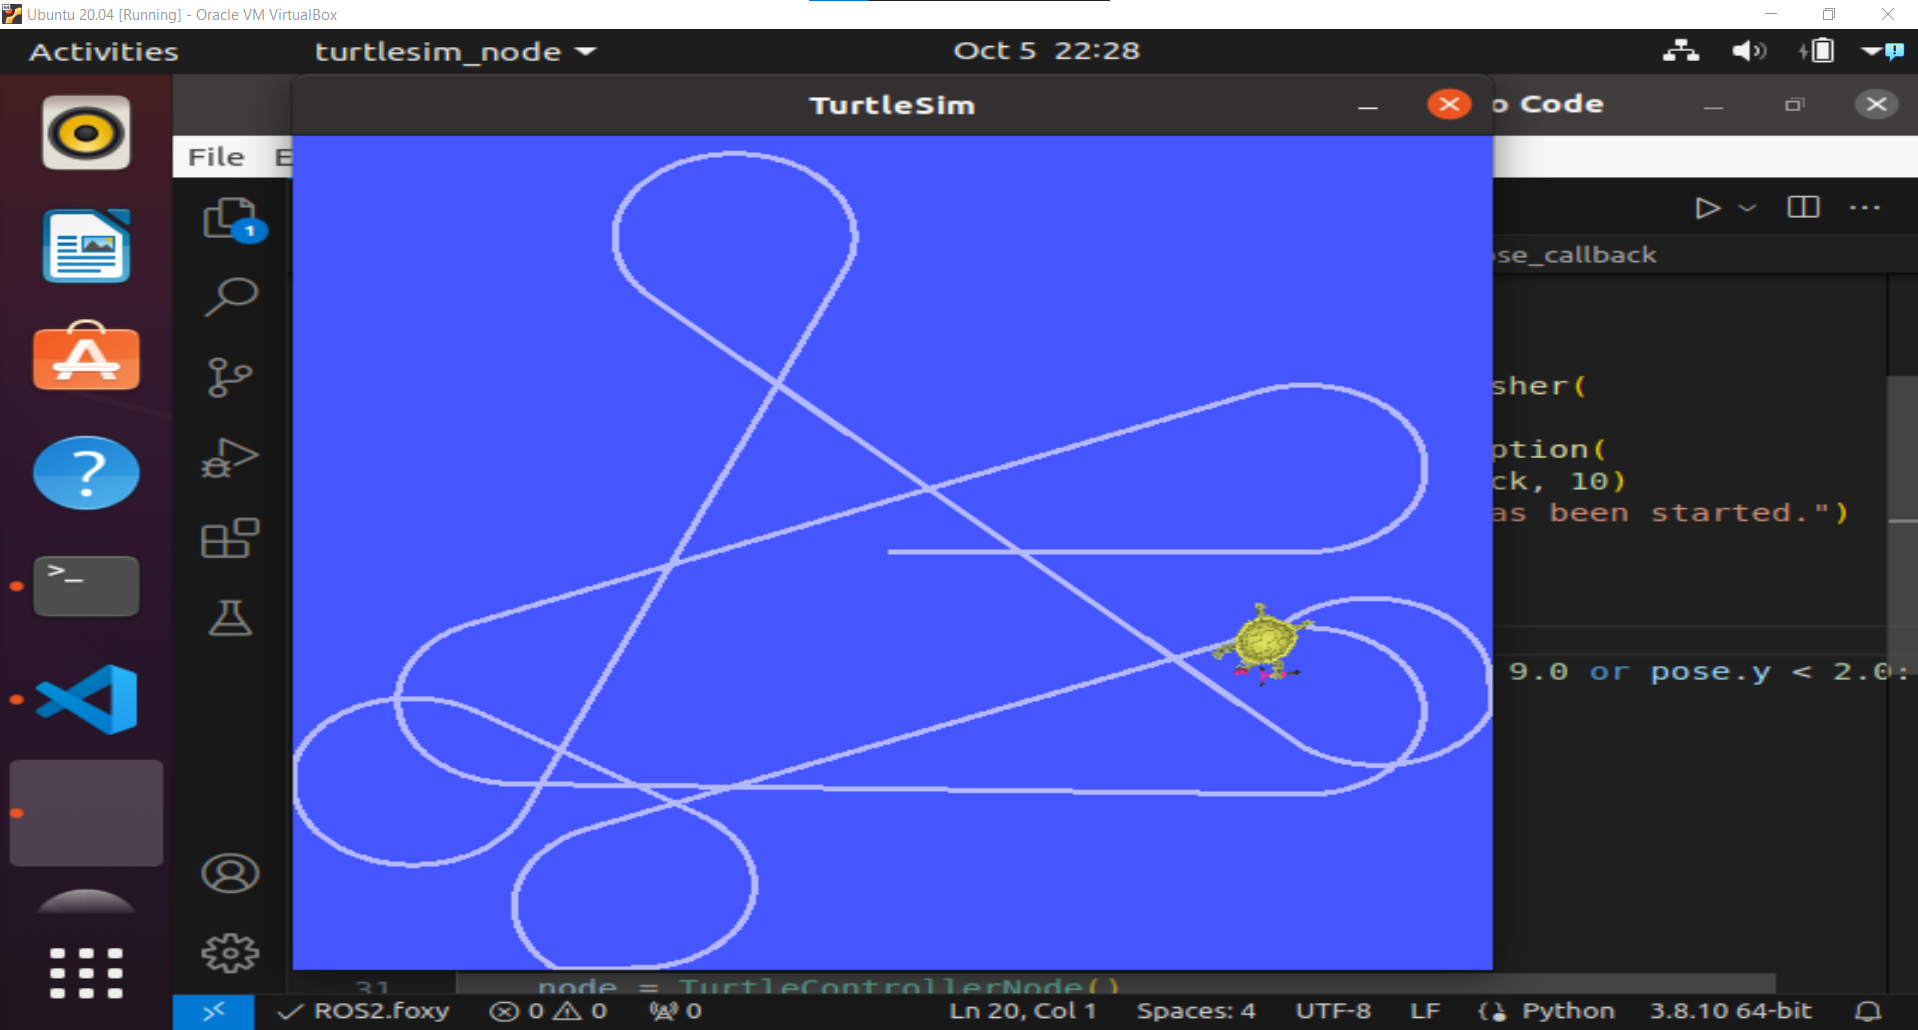 Ubuntu 20.04 [Running] - Oracle VM VirtualBox
Activities
turtlesim_node
Oct 5 22:28
TurtleSim
o Code
File E
1
se_callback
sher(
ption(
ck, 10)
as been started.")
9.0 or pose.y < 2.0:
31 node = TurtleControllerNode()
ROS2.foxy 0 0 0 Ln 20, Col 1 Spaces: 4 UTF-8 LF Python 3.8.10 64-bit